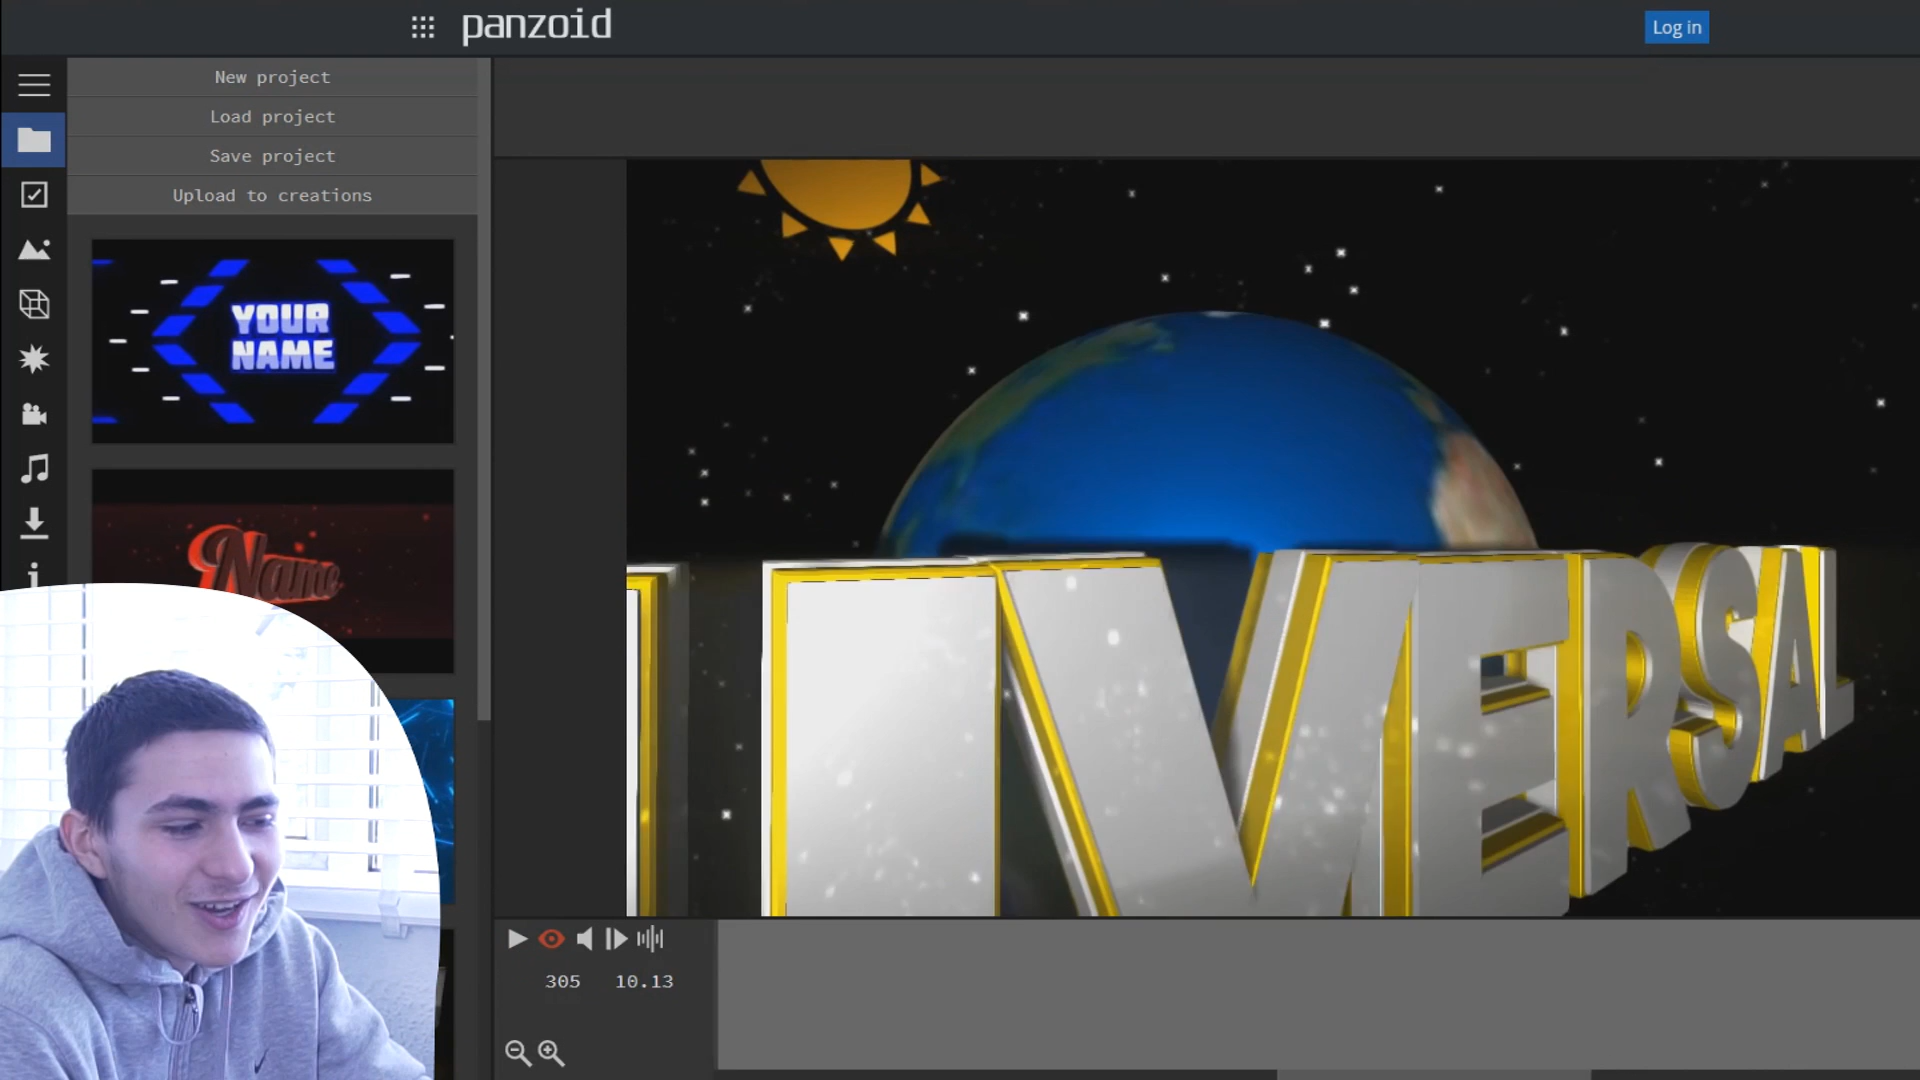 panzoid
Log in
New project
Load project
Save project
Upload to creations
YOUR
NAME
Name
IVERSAL
305 10.13